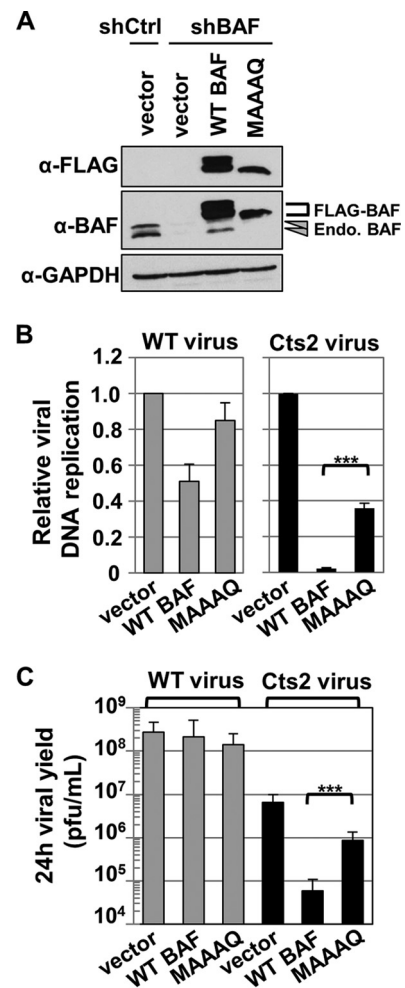 A
shCtrl shBAF
vector vector WT BAF MAAAQ
α-FLAG
α-BAF
FLAG-BAF
Endo. BAF
α-GAPDH
B
WT virus Cts2 virus
Relative viral
DNA replication
1.2
1.0
0.8
0.6
0.4
0.2
0
***
vector WT BAF MAAAQ vector WT BAF MAAAQ
C
WT virus Cts2 virus
24h viral yield
(pfu/mL)
10⁹
10⁸
10⁷
10⁶
10⁵
10⁴
***
vector WT BAF MAAAQ vector WT BAF MAAAQ